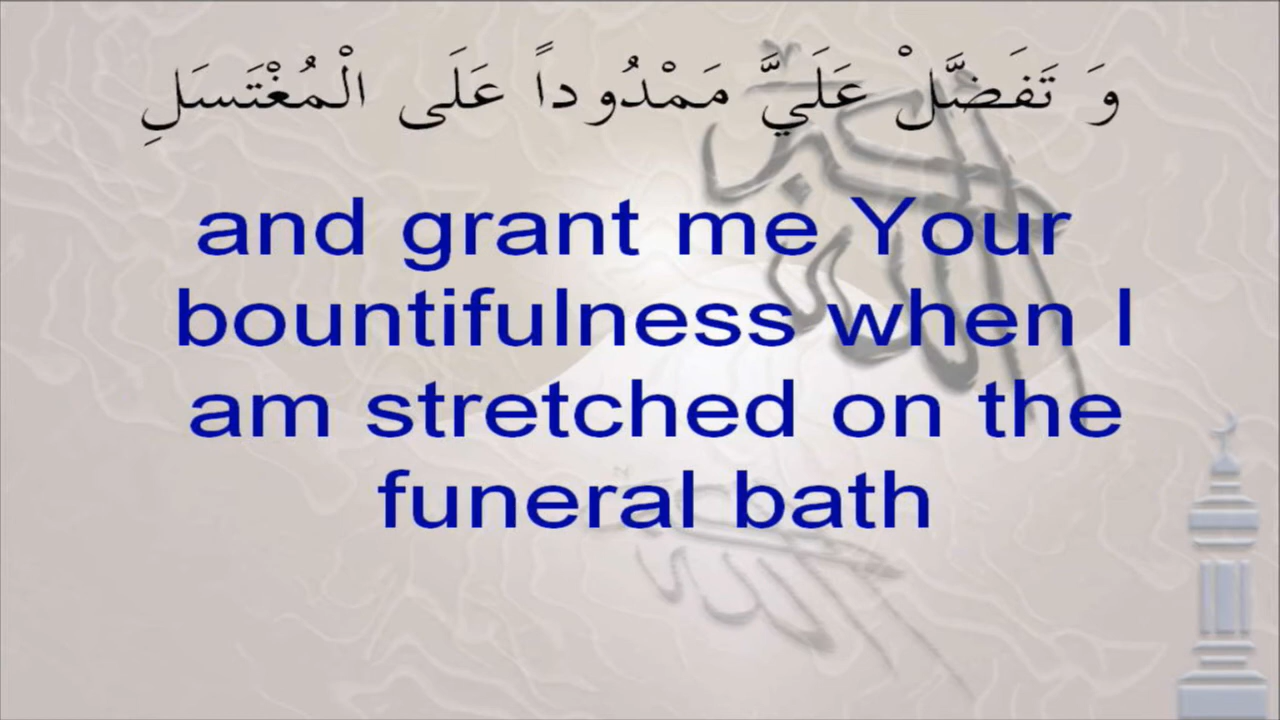 وَ تَفَضَّلْ عَلَيَّ مَمْدُوداً عَلَى الْمُغْتَسَلِ
and grant me Your
bountifulness when I
am stretched on the
funeral bath